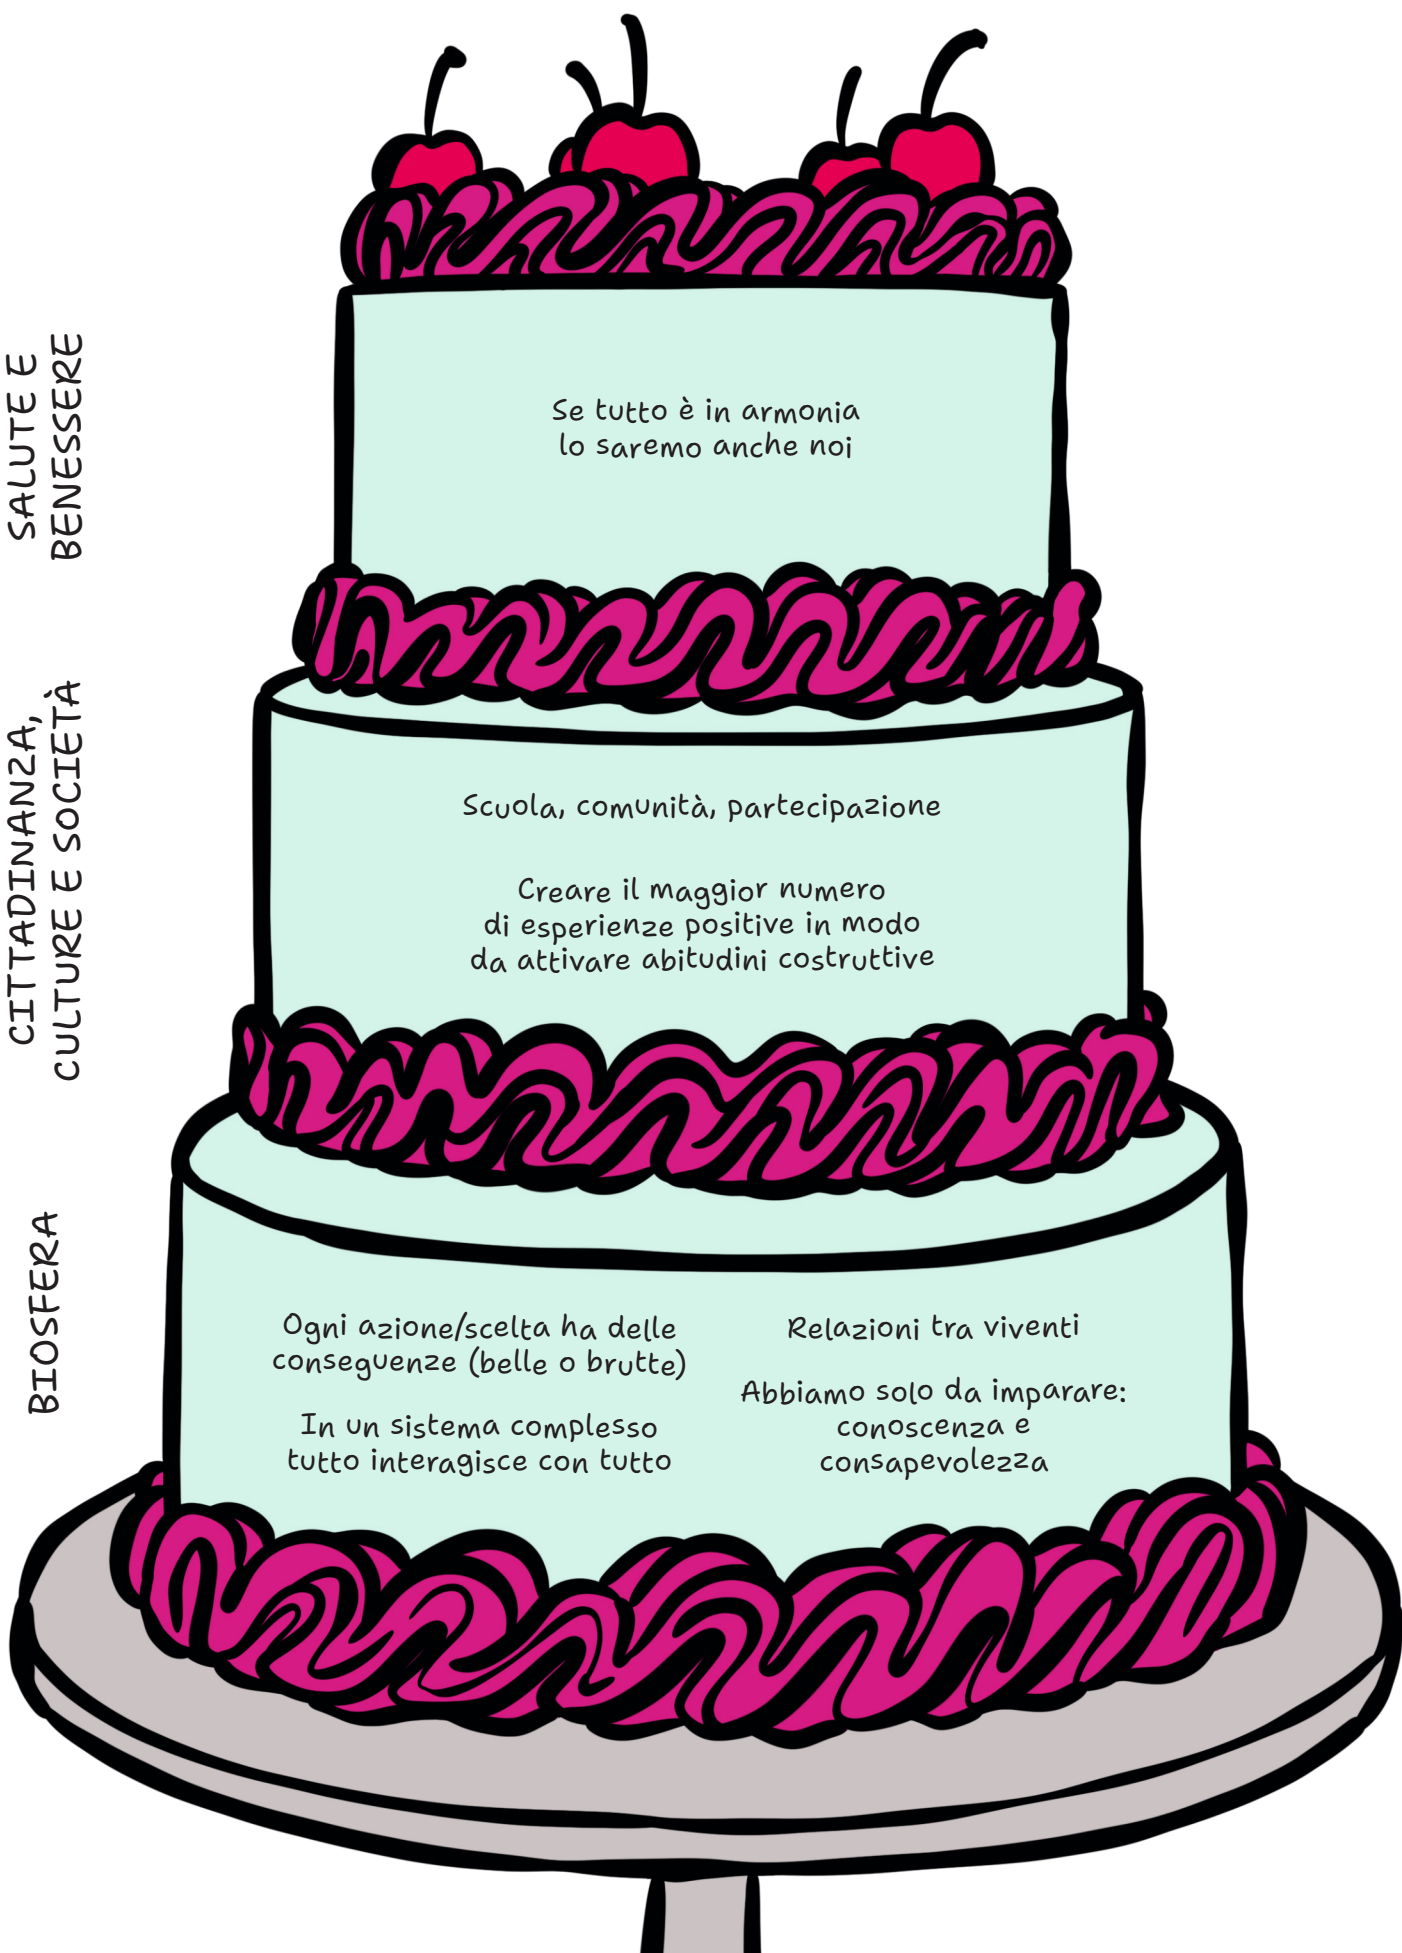 SALUTE E
BENESSERE
Se tutto è in armonia
lo saremo anche noi
CITTADINANZA,
CULTURE E SOCIETÀ
Scuola, comunità, partecipazione
Creare il maggior numero
di esperienze positive in modo
da attivare abitudini costruttive
BIOSFERA
Ogni azione/scelta ha delle
conseguenze (belle o brutte)
In un sistema complesso
tutto interagisce con tutto
Relazioni tra viventi
Abbiamo solo da imparare:
conoscenza e
consapevolezza